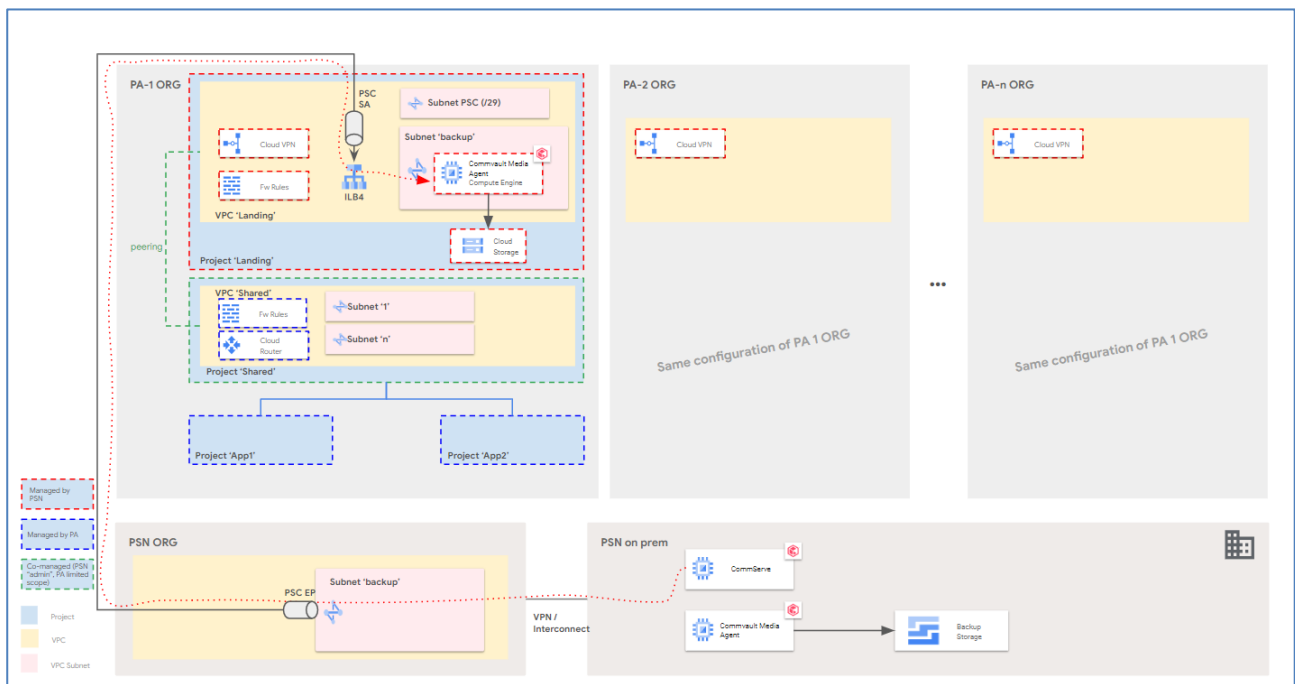 PA-1 ORG
PSC
SA
Subnet PSC (/29)
Subnet ‘backup’
Cloud VPN
Commvault Media
Agent
Compute Engine
Fw Rules
ILB4
VPC ‘Landing’
Cloud
Storage
Project ‘Landing’
peering
VPC ‘Shared’
Fw Rules
Subnet ‘1’
Cloud
Router
Subnet ‘n’
Project ‘Shared’
Project ‘App1’
Project ‘App2’
PA-2 ORG
Cloud VPN
Same configuration of PA 1 ORG
...
PA-n ORG
Cloud VPN
Same configuration of PA 1 ORG
Managed by
PSN
Managed by PA
Co-managed (PSN
“admin”, PA limited
scope)
Project
VPC
VPC Subnet
PSN ORG
PSC EP
Subnet ‘backup’
VPN /
Interconnect
PSN on prem
CommServe
Commvault Media
Agent
Backup
Storage